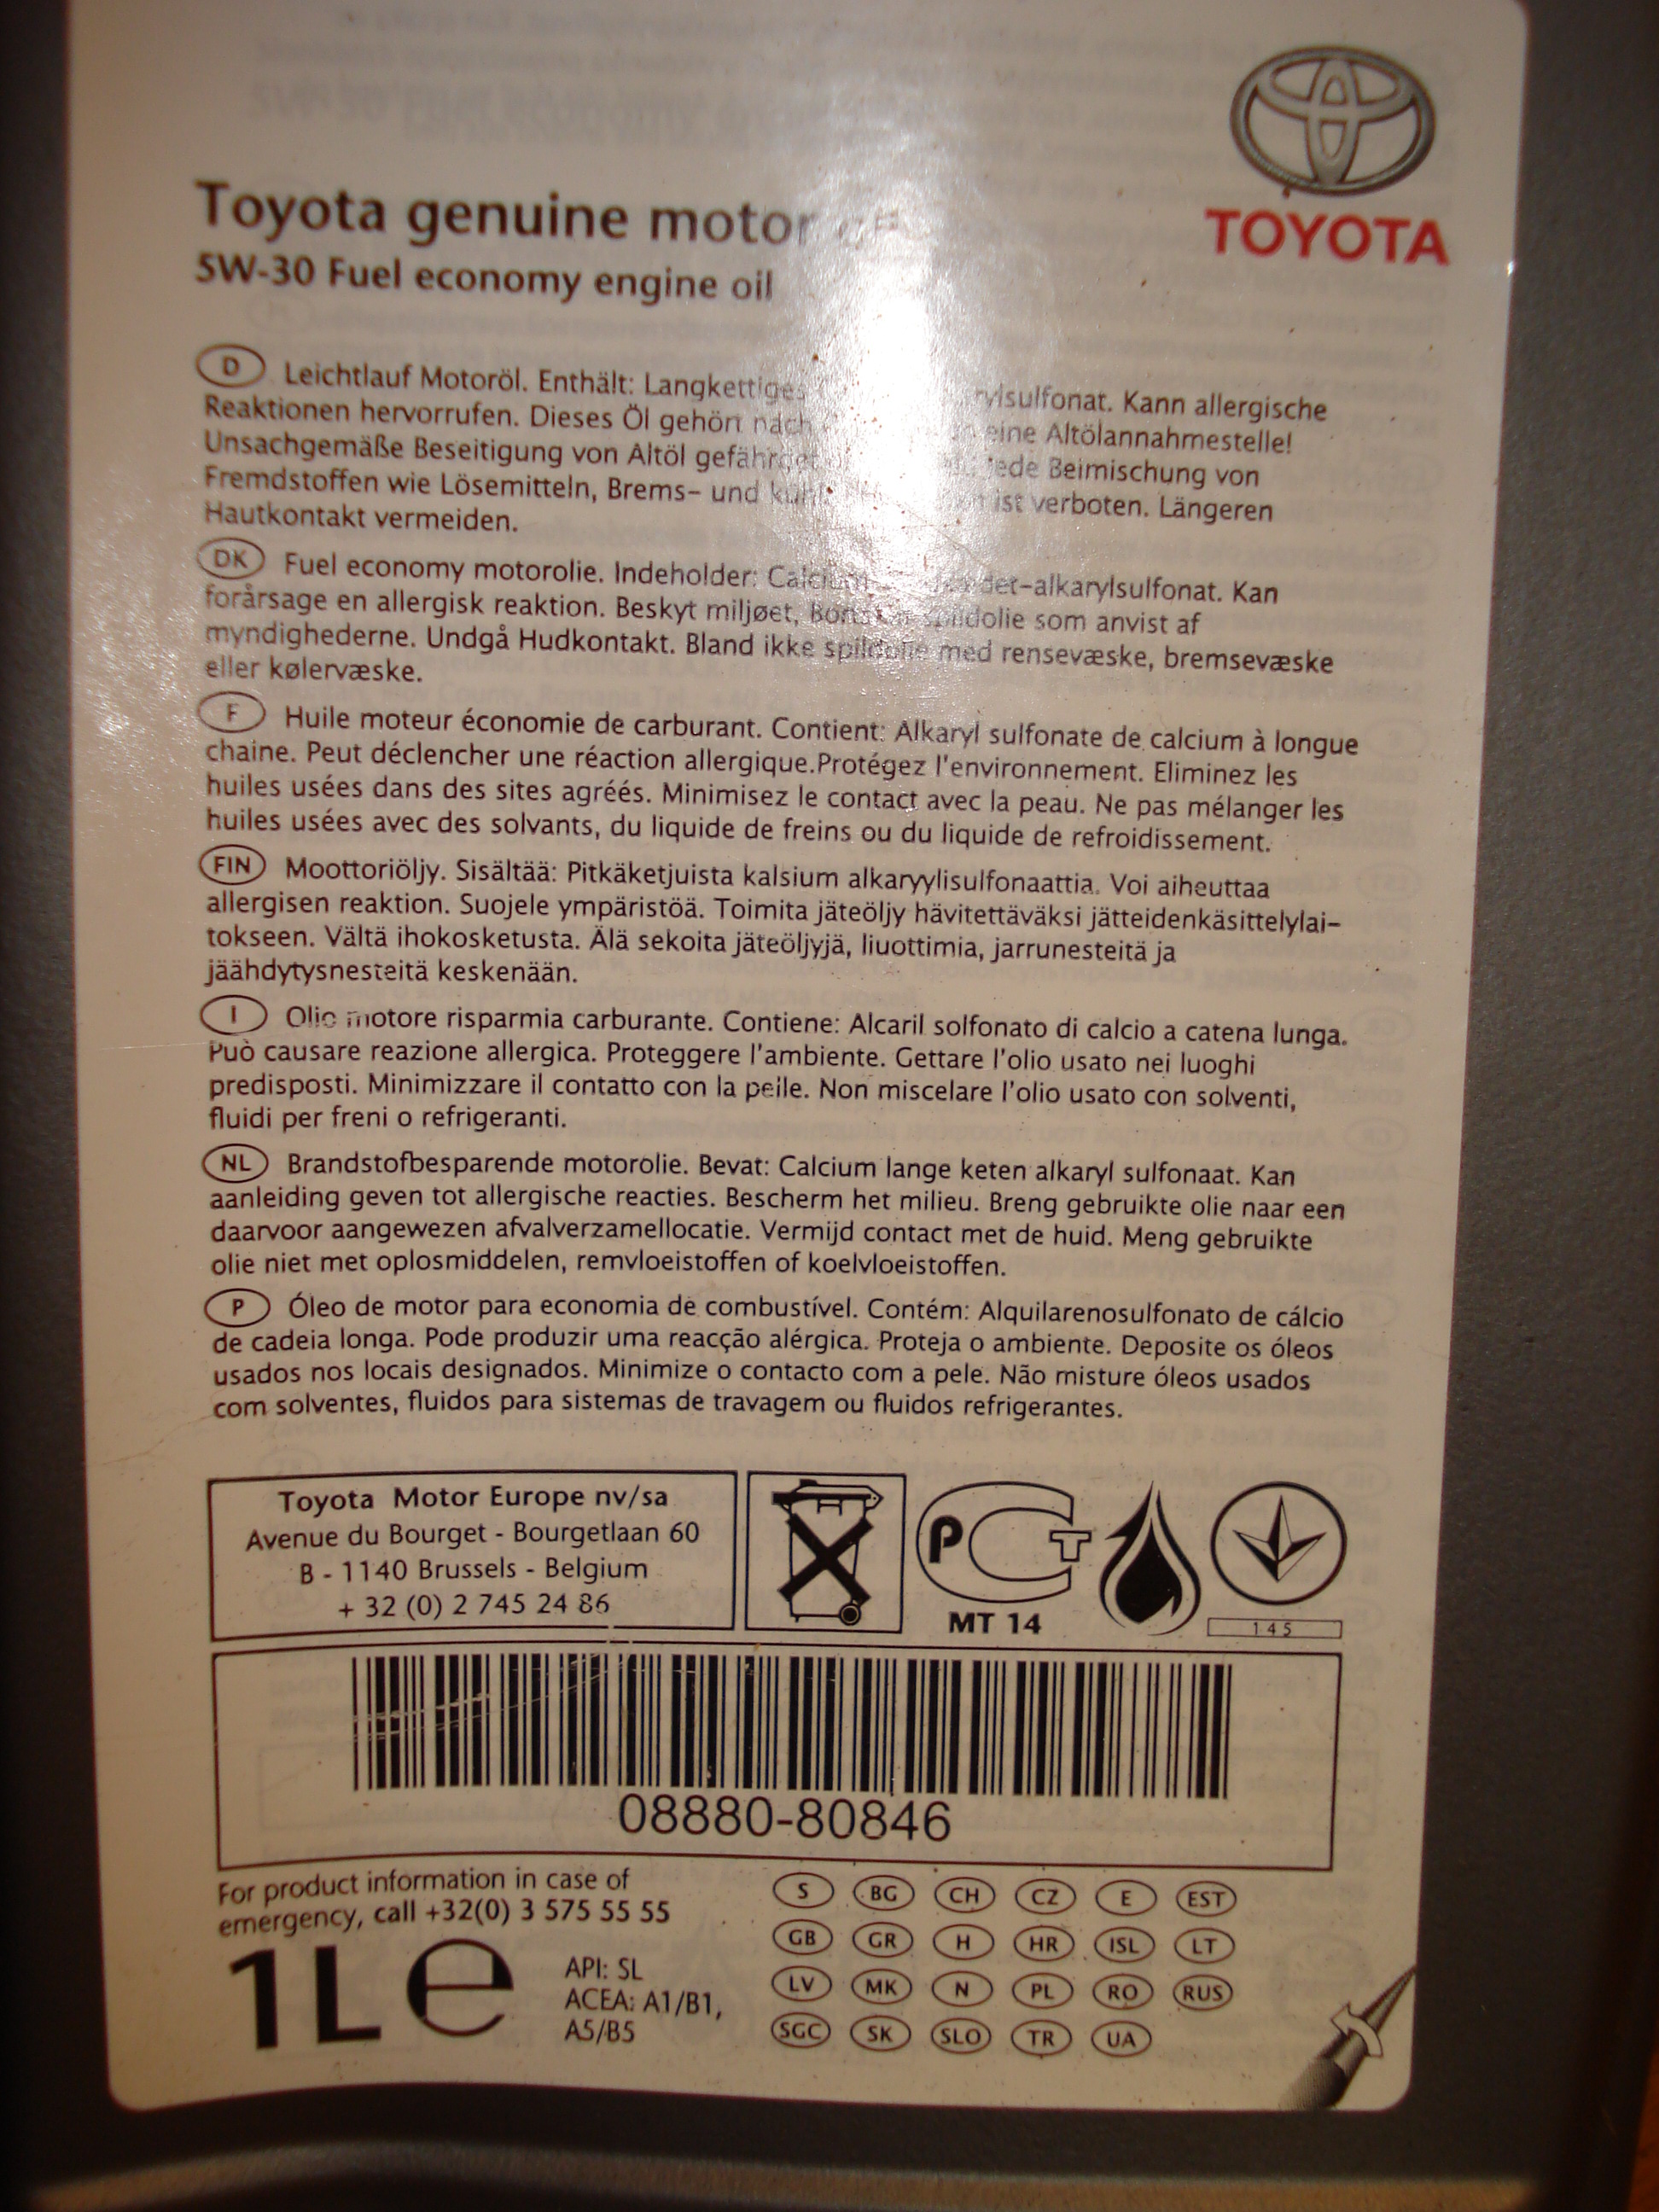 TOYOTA
Toyota genuine motor
5W-30 Fuel economy engine oil
D Leichtlauf Motoröl. Enthält: Langkettiges Kann allergische
Reaktionen hervorrufen. Dieses Öl gehört nach eine Altölannahmestelle!
Unsachgemäße Beseitigung von Altöl gefährdet jede Beimischung von
Fremdstoffen wie Lösemitteln, Brems- und ist verboten. Längeren
Hautkontakt vermeiden.
DK Fuel economy motorolie. Indeholder: Calcium Kan
forårsage en allergisk reaktion. Beskyt miljøet, spildolie som anvist af
myndighederne. Undgå Hudkontakt. Bland ikke spildolie med rensevæske, bremsevæske
eller kølervæske.
F Huile moteur économie de carburant. Contient: Alkaryl sulfonate de calcium à longue
chaine. Peut déclencher une réaction allergique.Protégez l'environnement. Eliminez les
huiles usées dans des sites agréés. Minimisez le contact avec la peau. Ne pas mélanger les
huiles usées avec des solvants, du liquide de freins ou du liquide de refroidissement.
FIN Moottoriöljy. Sisältää: Pitkäketjuista kalsium alkaryylisulfonaattia. Voi aiheuttaa
allergisen reaktion. Suojele ympäristöä. Toimita jäteöljy hävitettäväksi jätteidenkäsittelylai-
tokseen. Vältä ihokosketusta. Älä sekoita jäteöljyjä, liuottimia, jarrunesteitä ja
jäähdytysnesteitä keskenään.
I Olio motore risparmia carburante. Contiene: Alcaril solfonato di calcio a catena lunga.
Può causare reazione allergica. Proteggere l'ambiente. Gettare l'olio usato nei luoghi
predisposti. Minimizzare il contatto con la pelle. Non miscelare l'olio usato con solventi,
fluidi per freni o refrigeranti.
NL Brandstofbesparende motorolie. Bevat: Calcium lange keten alkaryl sulfonaat. Kan
aanleiding geven tot allergische reacties. Bescherm het milieu. Breng gebruikte olie naar een
daarvoor aangewezen afvalverzamellocatie. Vermijd contact met de huid. Meng gebruikte
olie niet met oplosmiddelen, remvloeistoffen of koelvloeistoffen.
P Óleo de motor para economia de combustível. Contém: Alquilarenosulfonato de cálcio
de cadeia longa. Pode produzir uma reacção alérgica. Proteja o ambiente. Deposite os óleos
usados nos locais designados. Minimize o contacto com a pele. Não misture óleos usados
com solventes, fluidos para sistemas de travagem ou fluidos refrigerantes.
Toyota Motor Europe nv/sa
Avenue du Bourget - Bourgetlaan 60
B - 1140 Brussels - Belgium
+ 32 (0) 2 745 24 86
РСТ
MT 14
145
08880-80846
For product information in case of
emergency, call +32(0) 3 575 55 55
1L e
API: SL
ACEA: A1/B1,
A5/B5
S BG CH CZ E EST
GB GR H HR ISL LT
LV MK N PL RO RUS
SGC SK SLO TR UA